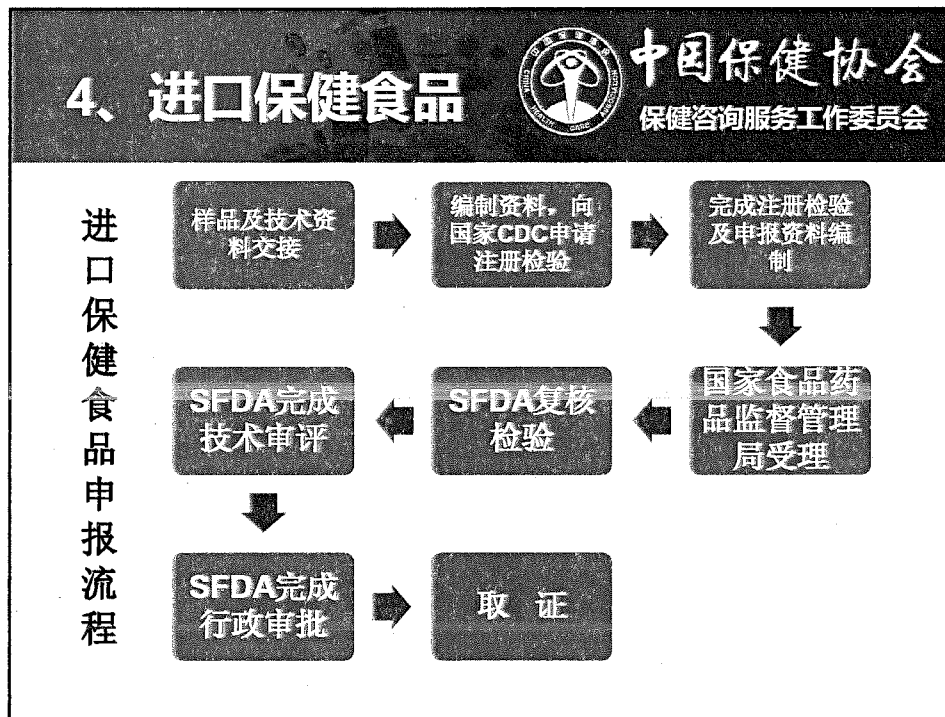 4、进口保健食品
中国保健协会
保健咨询服务工作委员会
进口保健食品申报流程
样品及技术资
料交接
编制资料，向
国家CDC申请
注册检验
完成注册检验
及申报资料编
制
国家食品药
品监督管理
局受理
SFDA复核
检验
SFDA完成
技术审评
SFDA完成
行政审批
取 证